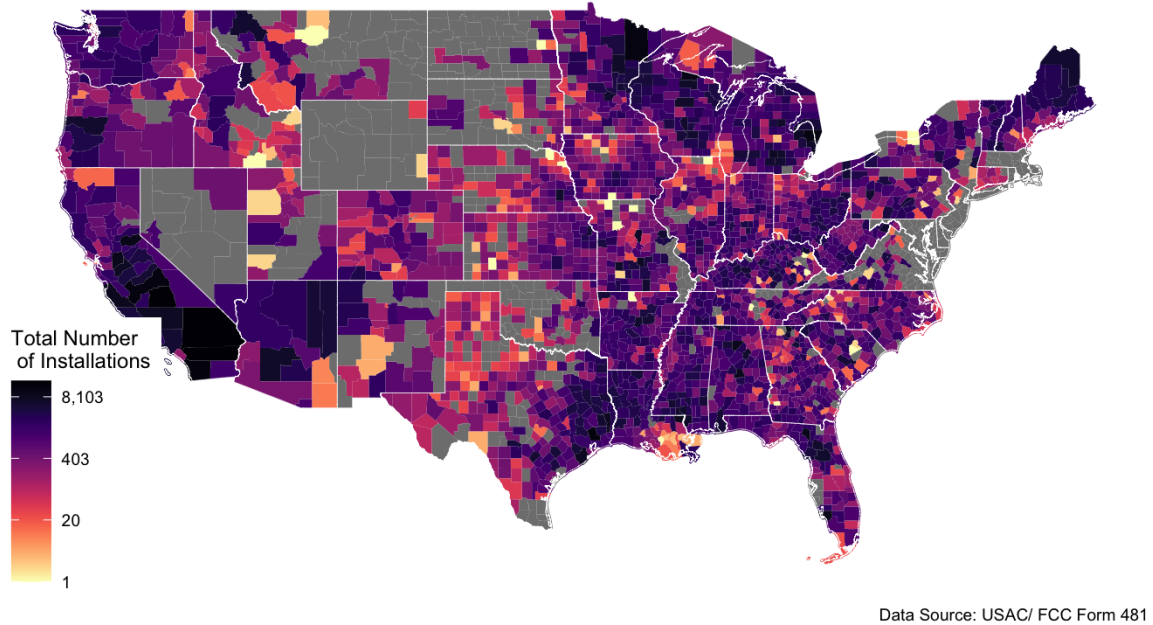 Total Number
of Installations
8,103
403
20
1
Data Source: USAC/ FCC Form 481